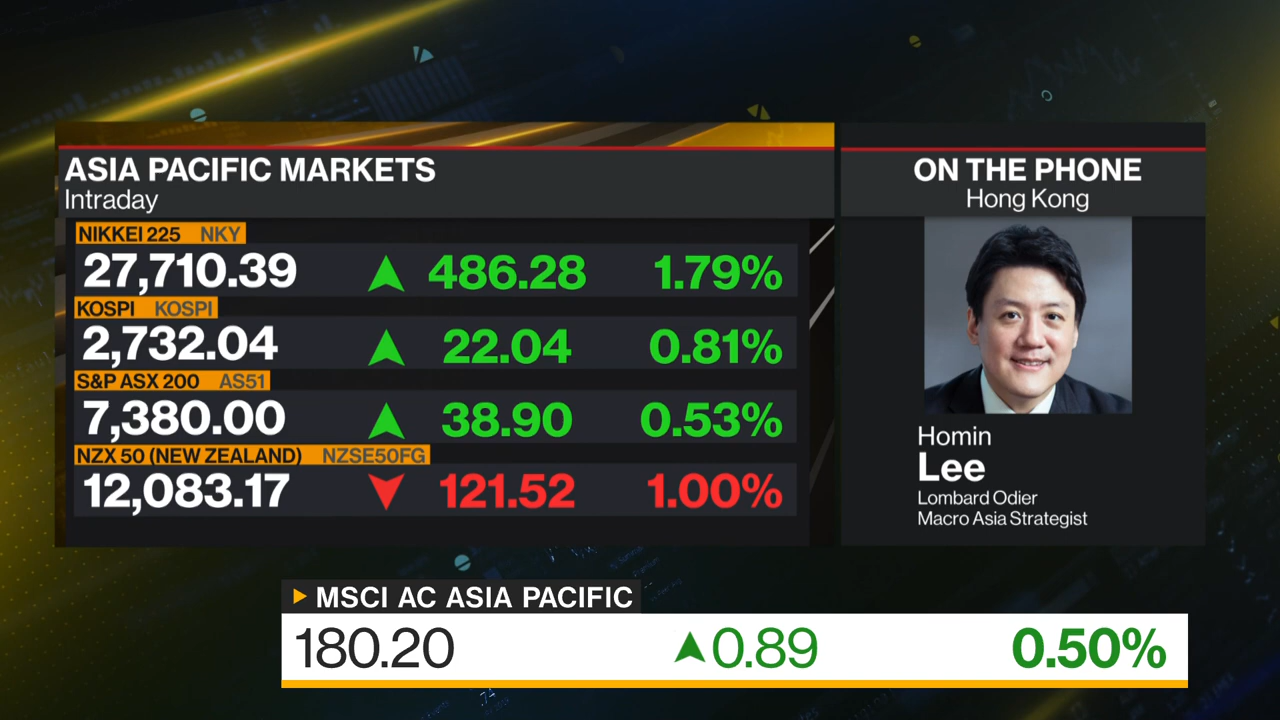 ASIA PACIFIC MARKETS
Intraday
NIKKEI 225 NKY
27,710.39 486.28 1.79%
KOSPI KOSPI
2,732.04 22.04 0.81%
S&P ASX 200 AS51
7,380.00 38.90 0.53%
NZX 50 (NEW ZEALAND) NZSE50FG
12,083.17 121.52 1.00%
ON THE PHONE
Hong Kong
Homin
Lee
Lombard Odier
Macro Asia Strategist
MSCI AC ASIA PACIFIC
180.20 0.89 0.50%